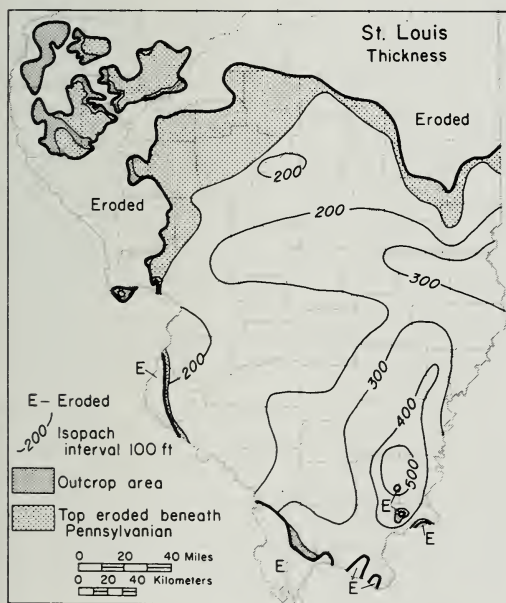 St. Louis
Thickness
Eroded
Eroded
200
200
300
200
300
400
500
E
E
E
E
E
E – Eroded
200 Isopach
interval 100 ft
Outcrop area
Top eroded beneath
Pennsylvanian
0 20 40 Miles
0 20 40 Kilometers